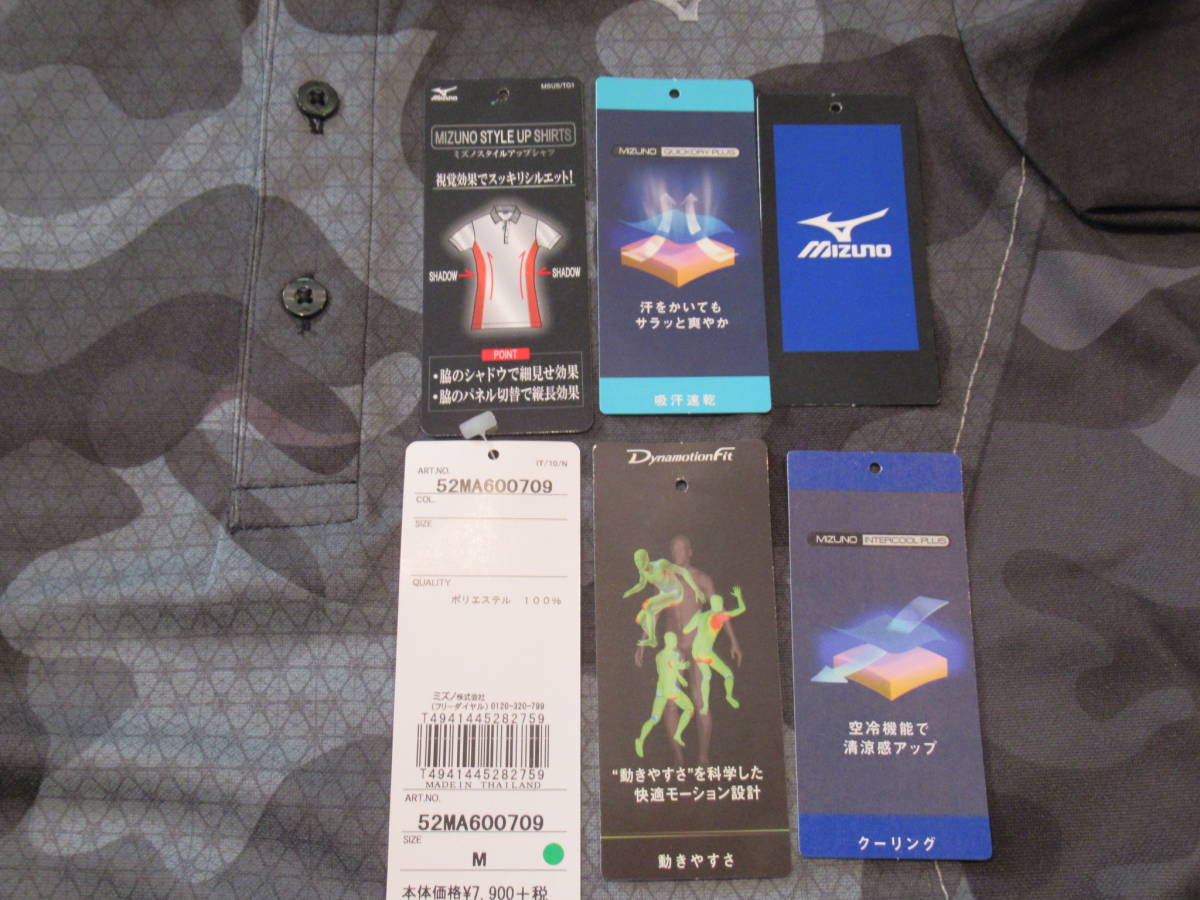 MIZUNO
MSUS/TG1
MIZUNO STYLE UP SHIRTS
ミズノスタイルアップシャツ
視覚効果でスッキリシルエット!
SHADOW
SHADOW
POINT
・脇のシャドウで細見せ効果
・脇のパネル切替で縦長効果
MIZUNO QUICKDRY PLUS
汗をかいても
サラッと爽やか
吸汗速乾
MIZUNO
ART.NO.
IT/10/N
52MA600709
COL.
SIZE
QUALITY
ポリエステル 100%
ミズノ株式会社
(フリーダイヤル) 0120-320-799
T4941445282759
T4941445282759
MADE IN THAILAND
ART.NO.
52MA600709
SIZE
M
本体価格¥7,900+税
DynamotionFit
“動きやすさ”を科学した
快適モーション設計
動きやすさ
MIZUNO INTERCOOL PLUS
空冷機能で
清涼感アップ
クーリング